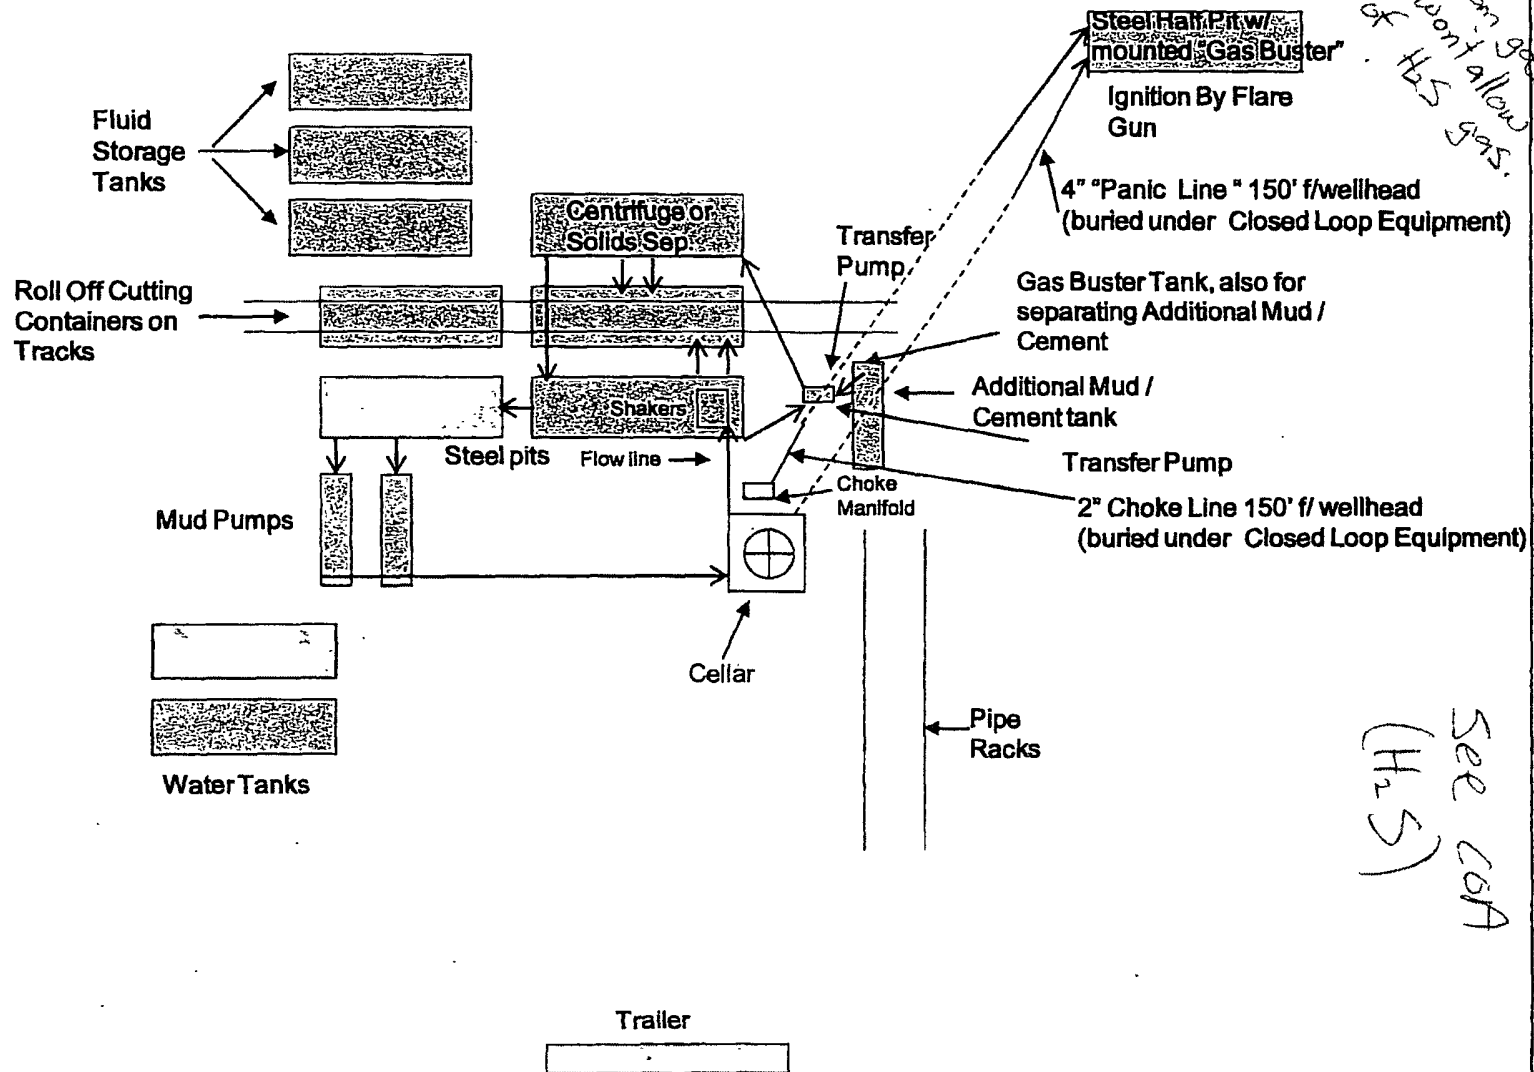 Steel Half Pit w/
mounted "Gas Buster"
Ignition By Flare
Gun
wont allow
of H2S gas.
Fluid
Storage
Tanks
4" "Panic Line " 150' f/wellhead
(buried under Closed Loop Equipment)
Centrifuge or
Solids Sep.
Transfer
Pump
Roll Off Cutting
Containers on
Tracks
Gas Buster Tank, also for
separating Additional Mud /
Cement
Additional Mud /
Cement tank
Shakers
Steel pits
Flow line
Transfer Pump
Choke
Manifold
2" Choke Line 150' f/ wellhead
(buried under Closed Loop Equipment)
Mud Pumps
Cellar
Pipe
Racks
Water Tanks
See COA
(H2S)
Trailer